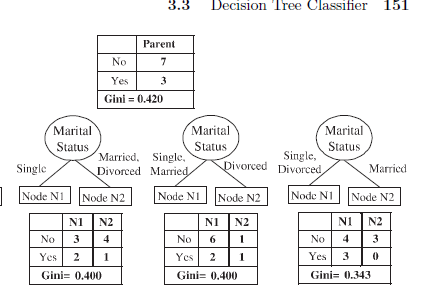 3.3 Decision Tree Classifier 151
Parent
No 7
Yes 3
Gini = 0.420
Marital Status
Single
Married, Divorced
Node N1
Node N2
N1 N2
No 3 4
Yes 2 1
Gini= 0.400
Marital Status
Single, Married
Divorced
Node N1
Node N2
N1 N2
No 6 1
Yes 2 1
Gini= 0.400
Marital Status
Single, Divorced
Married
Node N1
Node N2
N1 N2
No 4 3
Yes 3 0
Gini= 0.343